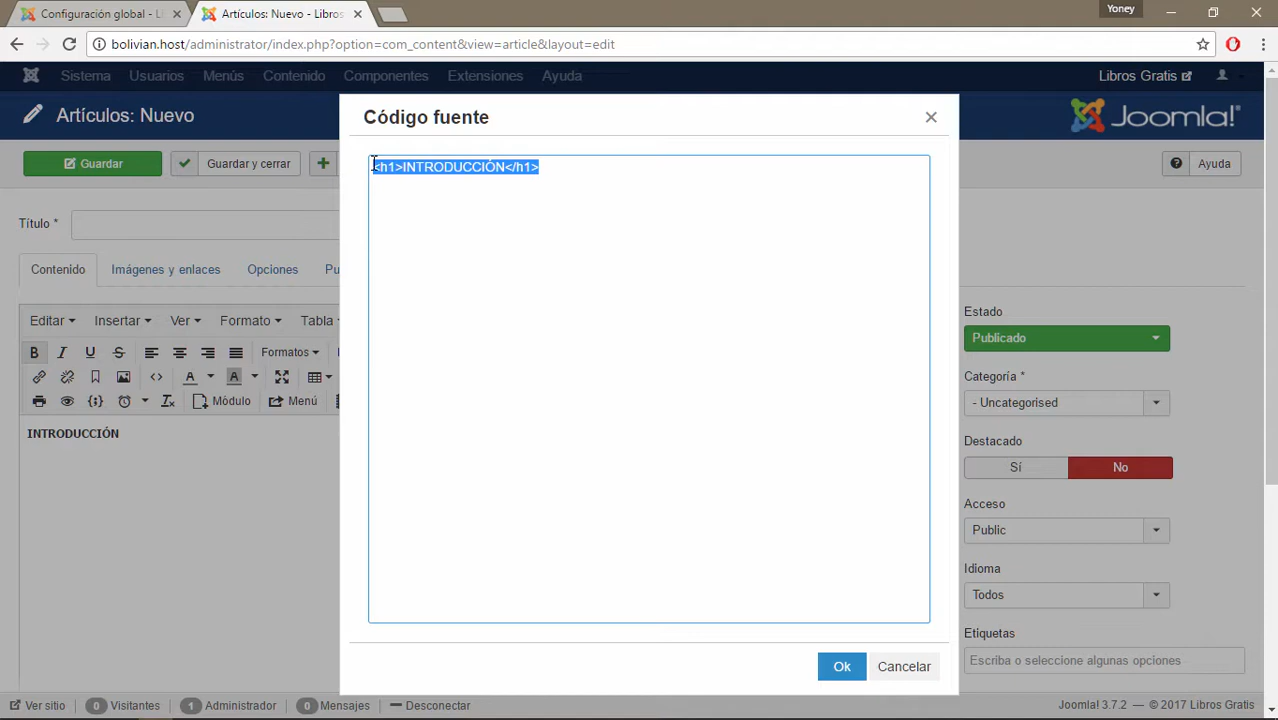 Configuración global - Li
Artículos: Nuevo - Libros
Yoney
bolivian.host/administrator/index.php?option=com_content&view=article&layout=edit
Sistema Usuarios Menús Contenido Componentes Extensiones Ayuda Libros Gratis
Artículos: Nuevo
Joomla!
Código fuente
Guardar Guardar y cerrar Ayuda
<h1>INTRODUCCIÓN</h1>
Título *
Contenido Imágenes y enlaces Opciones Pu
Editar Insertar Ver Formato Tabla
B I U S Formatos
A A
Módulo Menú
INTRODUCCIÓN
Estado
Publicado
Categoría *
- Uncategorised
Destacado
Sí No
Acceso
Public
Idioma
Todos
Etiquetas
Escriba o seleccione algunas opciones
Ok Cancelar
Ver sitio 0 Visitantes 1 Administrador 0 Mensajes Desconectar Joomla! 3.7.2 — © 2017 Libros Gratis